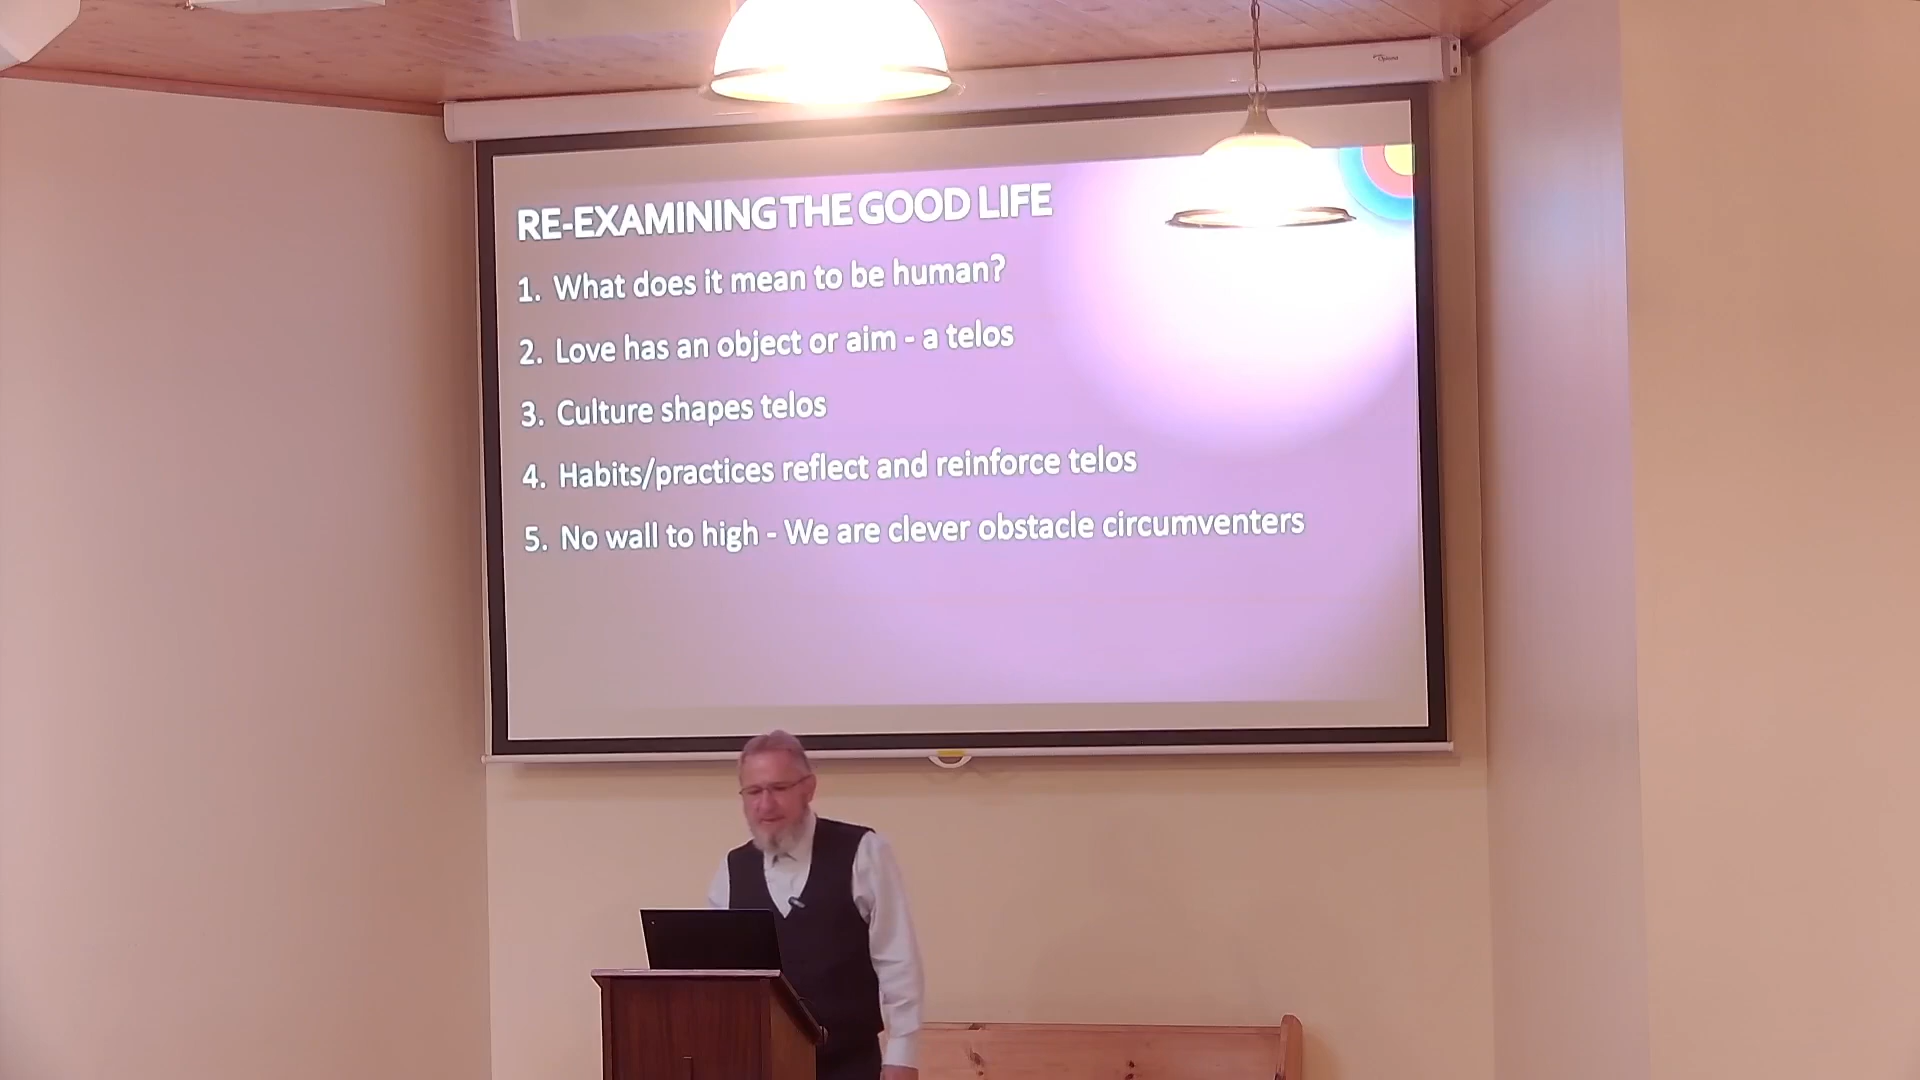 RE-EXAMINING THE GOOD LIFE
1. What does it mean to be human?
2. Love has an object or aim - a telos
3. Culture shapes telos
4. Habits/practices reflect and reinforce telos
5. No wall to high - We are clever obstacle circumventers